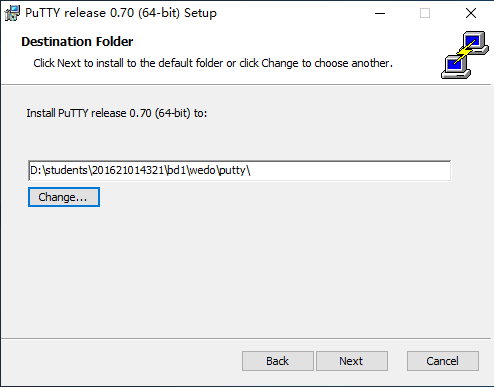 PuTTY release 0.70 (64-bit) Setup
Destination Folder
Click Next to install to the default folder or click Change to choose another.
Install PuTTY release 0.70 (64-bit) to:
D:\students\201621014321\bd1\wedo\putty\
Change...
Back
Next
Cancel